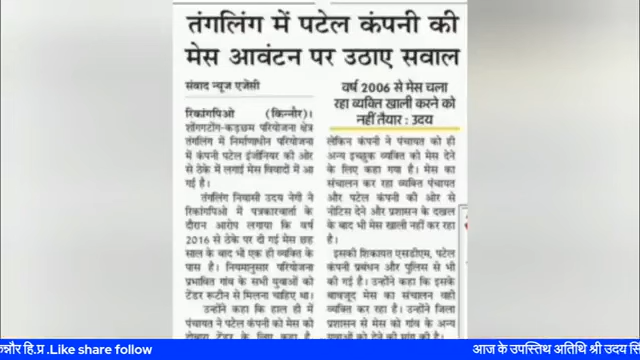 तंगलिंग में पटेल कंपनी की
मेस आवंटन पर उठाए सवाल
संवाद न्यूज एजेंसी
रिकांगपिओ (किन्नौर)।
शोंगगटोंग-कड़छम परियोजना क्षेत्र
तंगलिंग में निर्माणाधीन परियोजना
में कंपनी पटेल इंजीनियर की ओर
से ठेके में लगाई मेस विवादों में आ
गई है।
तंगलिंग निवासी उदय नेगी ने
रिकांगपिओ में पत्रकारवार्ता के
दौरान आरोप लगाया कि वर्ष
2016 से ठेके पर दी गई मेस छह
साल के बाद भी एक ही व्यक्ति के
पास है। नियमानुसार परियोजना
प्रभावित गांव के सभी युवाओं को
टेंडर रूटीन से मिलना चाहिए था।
उन्होंने कहा कि हाल ही में
पंचायत ने पटेल कंपनी को मेस को
दोबारा टेंडर के लिए कहा है
वर्ष 2006 से मेस चला
रहा व्यक्ति खाली करने को
नहीं तैयार : उदय
लेकिन कंपनी ने पंचायत को ही
अन्य इच्छुक व्यक्ति को मेस देने
के लिए कहा गया है। मेस का
संचालन कर रहा व्यक्ति पंचायत
और पटेल कंपनी की ओर से
नोटिस देने और प्रशासन के दखल
के बाद भी मेस खाली नहीं कर रहा
है।
इसकी शिकायत एसडीएम, पटेल
कंपनी प्रबंधन और पुलिस से भी
की गई है। उन्होंने कहा कि इसके
बावजूद मेस का संचालन वही
व्यक्ति कर रहा है। उन्होंने जिला
प्रशासन से मेस को गांव के अन्य
युवाओं को देने की मांग की है।
न्नौर हि.प्र.Like share follow
आज के उपस्तिथ अतिथि श्री उदय सिं